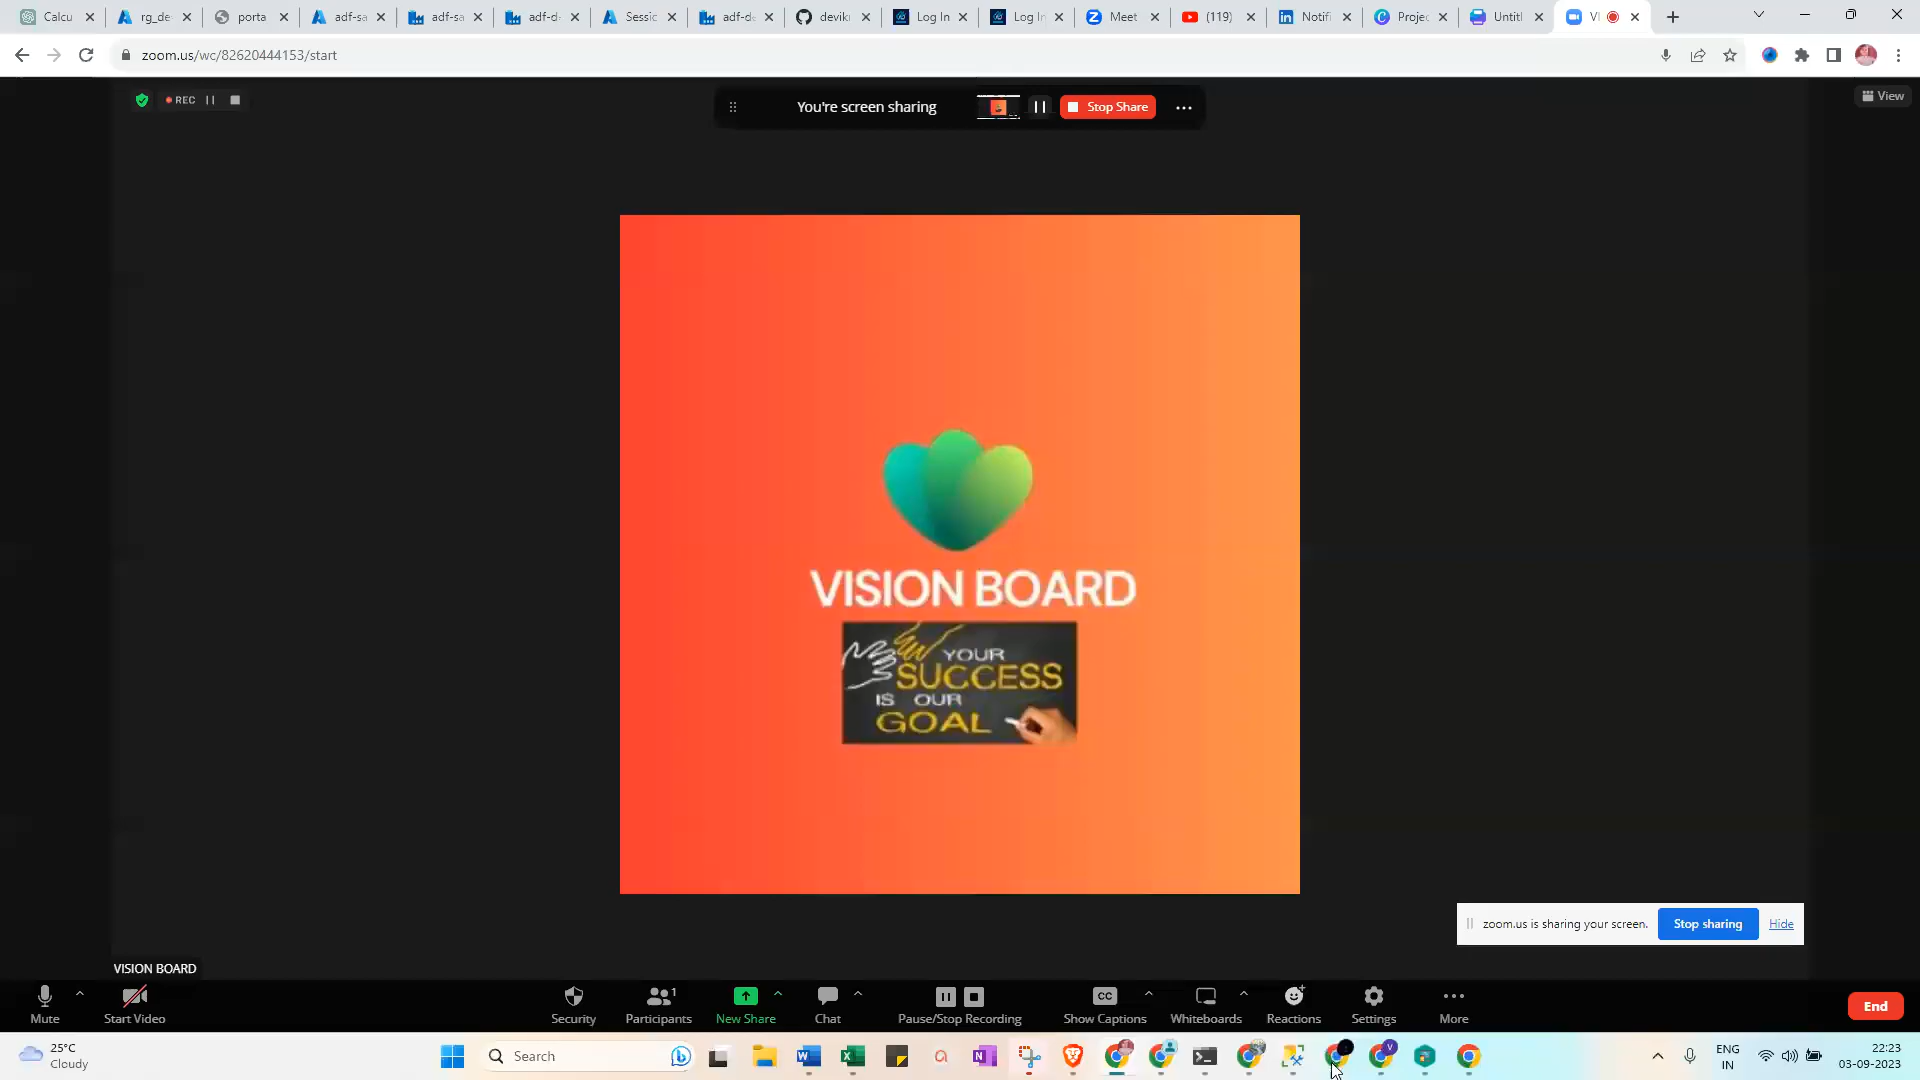 Calcu
rg_de
porta
adf-sa
adf-sa
adf-d
Sessic
adf-de
devik
Log In
Log In
Meet
(119)
Notifi
Projec
Untitl
VI
zoom.us/wc/82620444153/start
REC
You're screen sharing
Stop Share
View
VISION BOARD
YOUR
SUCCESS
IS OUR
GOAL
zoom.us is sharing your screen.
Stop sharing
Hide
VISION BOARD
Mute
Start Video
Security
Participants
1
New Share
Chat
Pause/Stop Recording
CC
Show Captions
Whiteboards
Reactions
Settings
More
End
25°C
Cloudy
Search
ENG
IN
22:23
03-09-2023